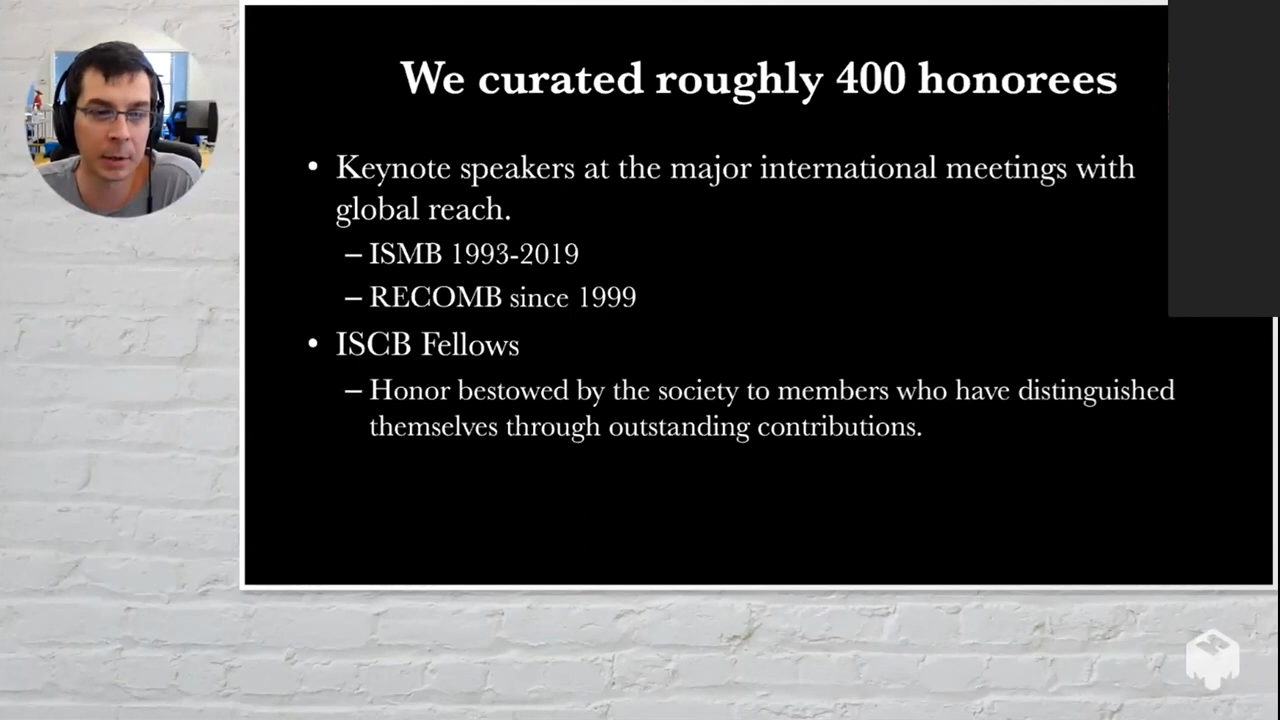 We curated roughly 400 honorees
• Keynote speakers at the major international meetings with
global reach.
– ISMB 1993-2019
– RECOMB since 1999
• ISCB Fellows
– Honor bestowed by the society to members who have distinguished
themselves through outstanding contributions.